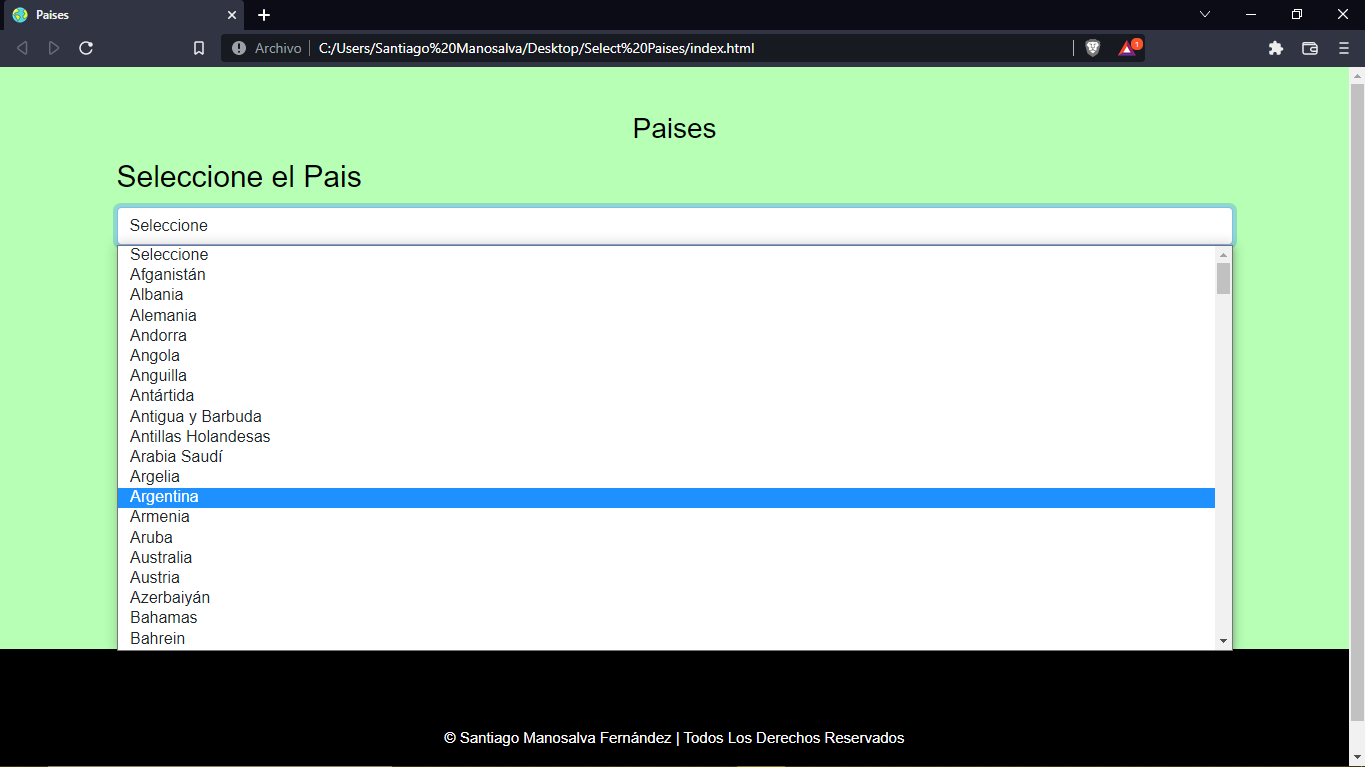 Paises
Archivo
C:/Users/Santiago%20Manosalva/Desktop/Select%20Paises/index.html
1
Paises
Seleccione el Pais
Seleccione
Seleccione
Afganistán
Albania
Alemania
Andorra
Angola
Anguilla
Antártida
Antigua y Barbuda
Antillas Holandesas
Arabia Saudí
Argelia
Argentina
Armenia
Aruba
Australia
Austria
Azerbaiyán
Bahamas
Bahrein
© Santiago Manosalva Fernández | Todos Los Derechos Reservados